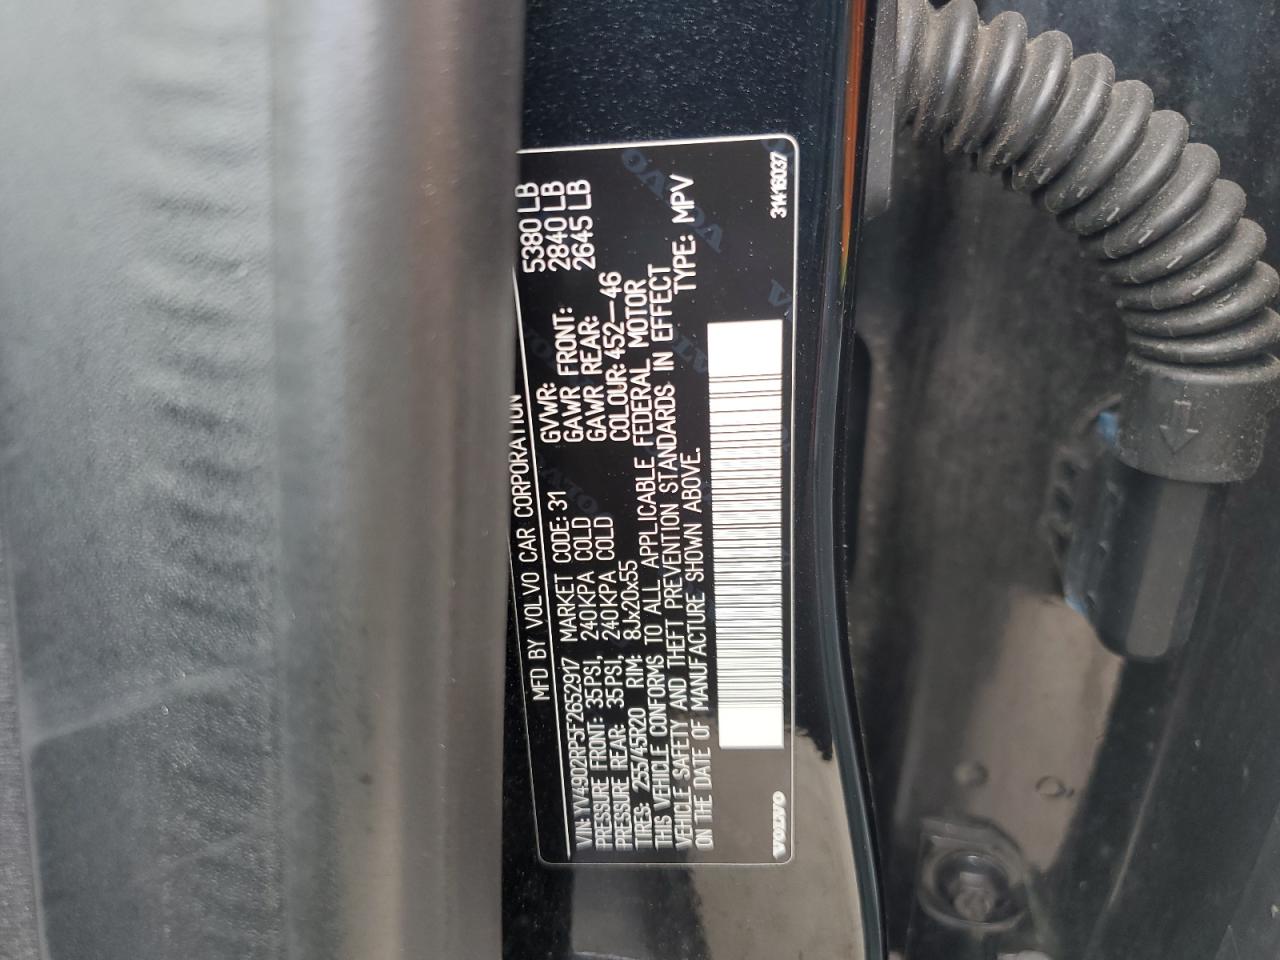 MFD BY VOLVO CAR CORPORATION
VIN: YV4902RP5F2652917 MARKET CODE: 31
PRESSURE FRONT: 35PSI, 240KPA COLD
PRESSURE REAR: 35PSI, 240KPA COLD
TIRES: 255/45R20 RIM: 8Jx20x55
GVWR: 5380 LB
GAWR FRONT: 2840 LB
GAWR REAR: 2645 LB
COLOUR: 452-46
THIS VEHICLE CONFORMS TO ALL APPLICABLE FEDERAL MOTOR
VEHICLE SAFETY AND THEFT PREVENTION STANDARDS IN EFFECT
ON THE DATE OF MANUFACTURE SHOWN ABOVE. TYPE: MPV
VOLVO 31416037